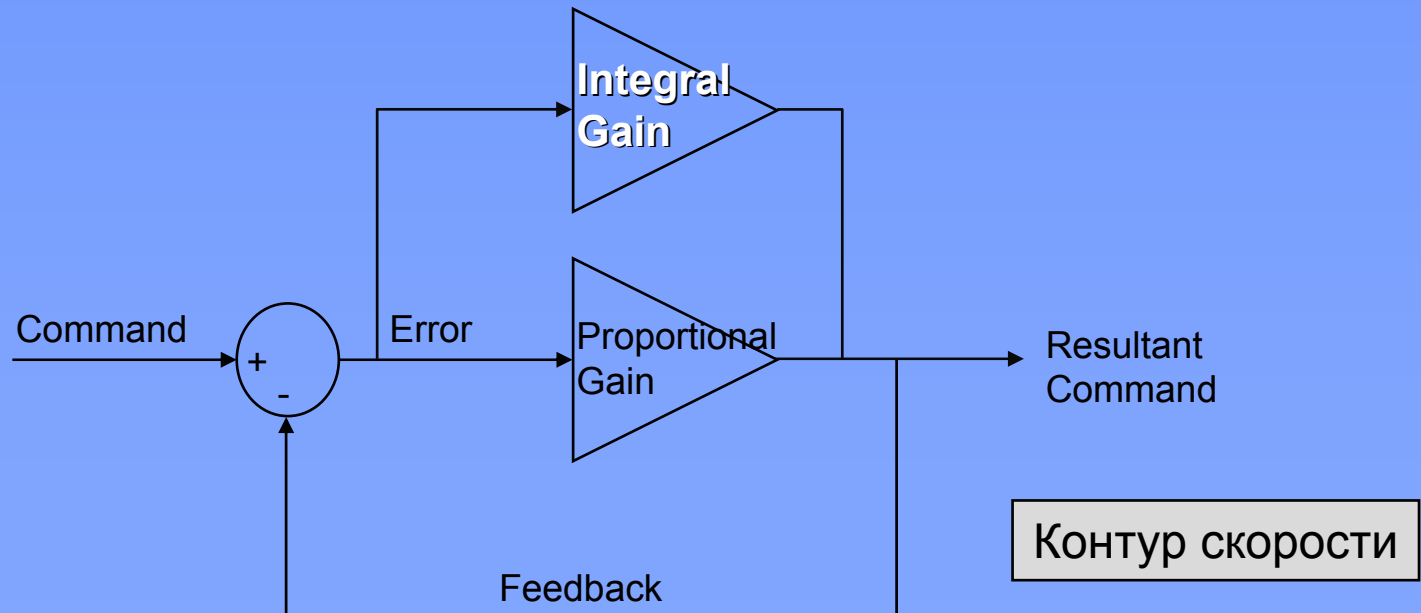 Integral
Gain
Command
+
-
Error
Proportional
Gain
Resultant
Command
Контур скорости
Feedback